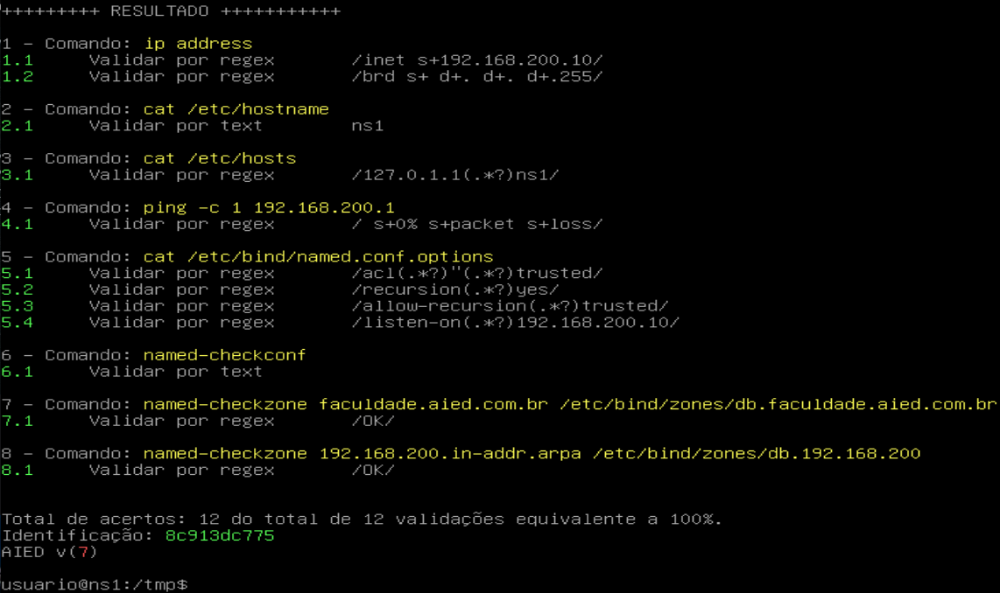 +++++++++ RESULTADO +++++++++++
1 - Comando: ip address
1.1 Validar por regex /inet s+192.168.200.10/
1.2 Validar por regex /brd s+ d+. d+. d+.255/
2 - Comando: cat /etc/hostname
2.1 Validar por text ns1
3 - Comando: cat /etc/hosts
3.1 Validar por regex /127.0.1.1(.*?)ns1/
4 - Comando: ping -c 1 192.168.200.1
4.1 Validar por regex / s+0% s+packet s+loss/
5 - Comando: cat /etc/bind/named.conf.options
5.1 Validar por regex /acl(.*?)"(.*?)trusted/
5.2 Validar por regex /recursion(.*?)yes/
5.3 Validar por regex /allow-recursion(.*?)trusted/
5.4 Validar por regex /listen-on(.*?)192.168.200.10/
6 - Comando: named-checkconf
6.1 Validar por text
7 - Comando: named-checkzone faculdade.aied.com.br /etc/bind/zones/db.faculdade.aied.com.br
7.1 Validar por regex /OK/
8 - Comando: named-checkzone 192.168.200.in-addr.arpa /etc/bind/zones/db.192.168.200
8.1 Validar por regex /OK/
Total de acertos: 12 do total de 12 validações equivalente a 100%.
Identificação: 8c913dc775
AIED v(7)
usuario@ns1:/tmp$